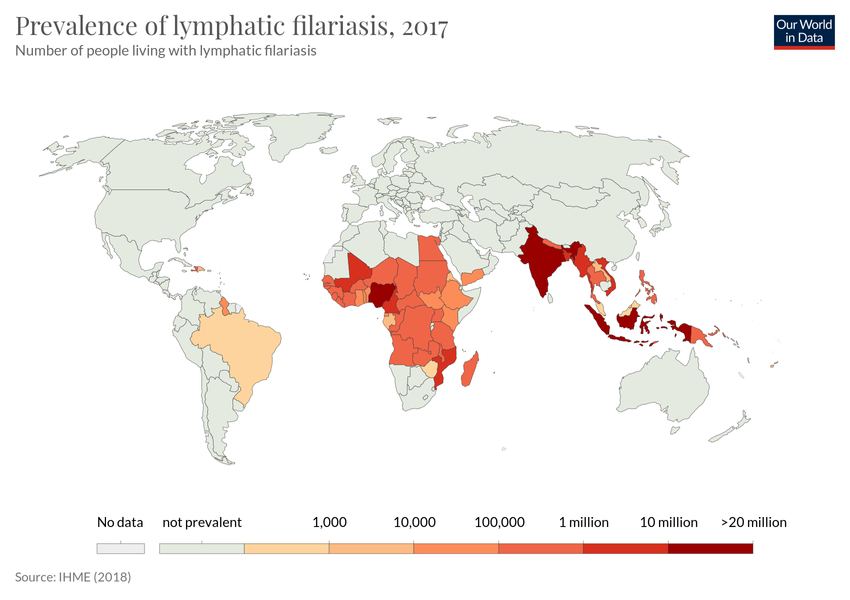 Prevalence of lymphatic filariasis, 2017
Number of people living with lymphatic filariasis
Our World
in Data
No data not prevalent 1,000 10,000 100,000 1 million 10 million >20 million
Source: IHME (2018)